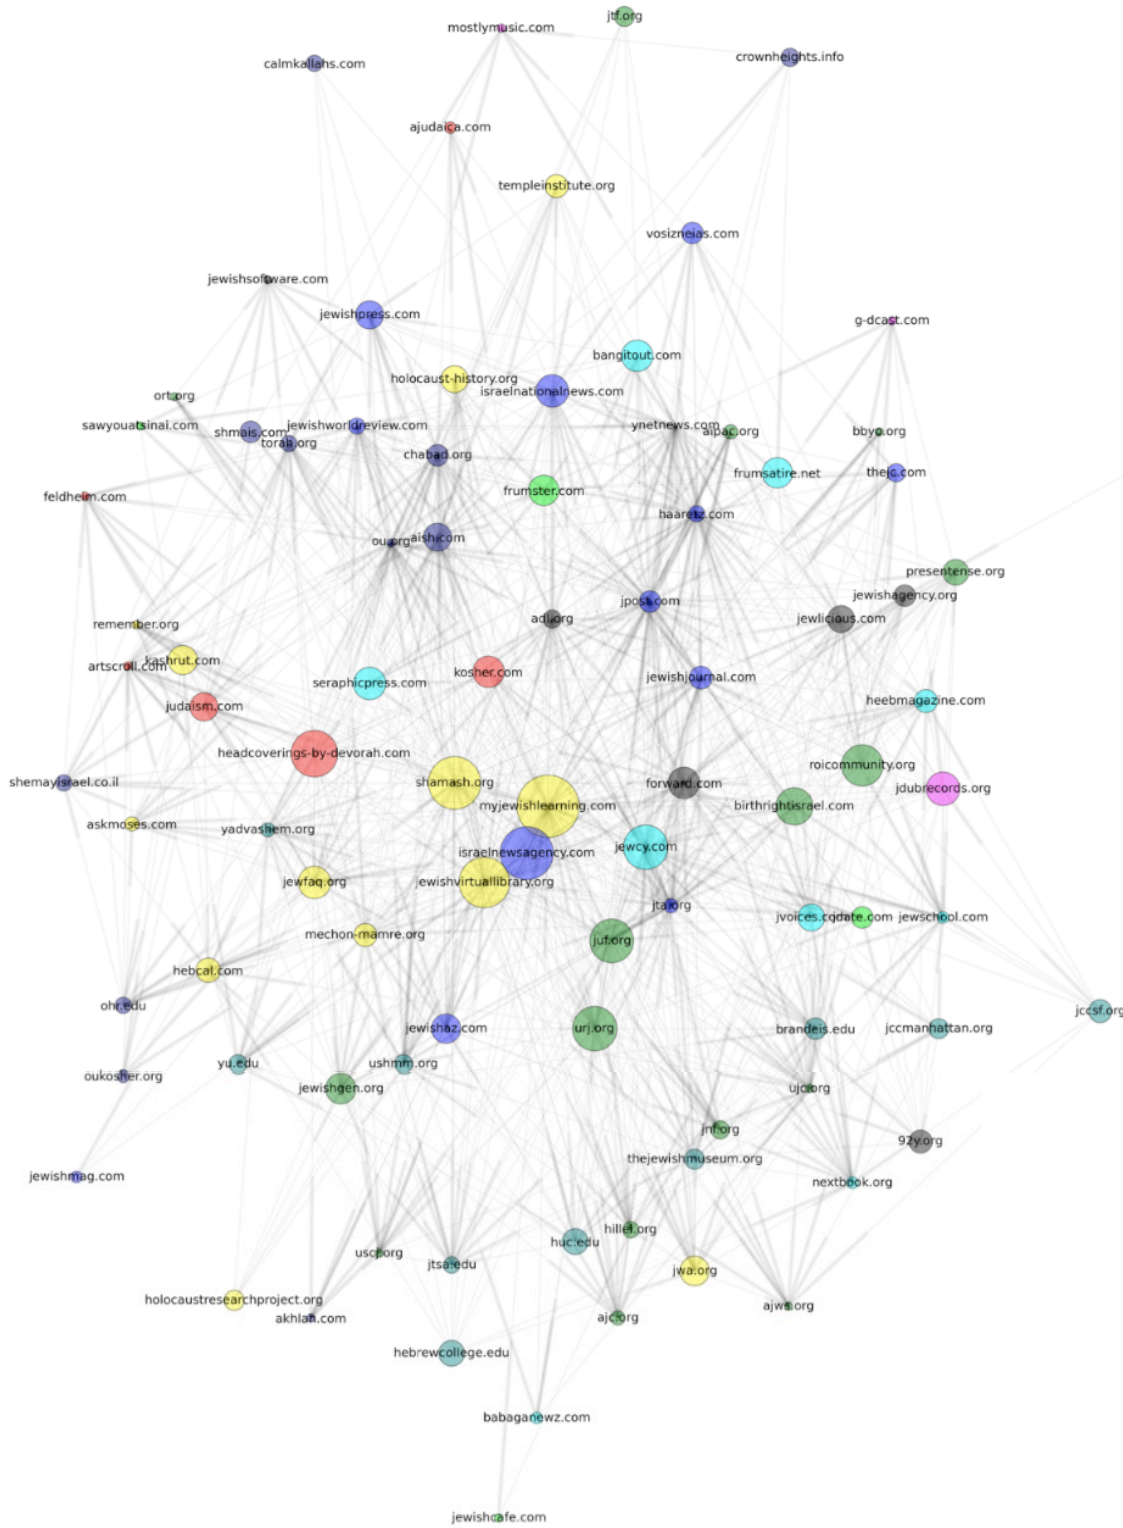 jtf.org
mostlymusic.com
crownheights.info
calmkallahs.com
ajudaica.com
templeinstitute.org
vosizneias.com
jewishsoftware.com
jewishpress.com
g-dcast.com
bangitout.com
holocaust-history.org
israelnationalnews.com
ort.org
sawyouatsinai.com
shmais.com
jewishworldreview.com
ynetnews.com
aipac.org
bbyo.org
torah.org
chabad.org
frumsatire.net
thejc.com
feldheim.com
frumster.com
haaretz.com
ou.org
aish.com
presentense.org
jewishagency.org
jpost.com
adl.org
jewlicious.com
remember.org
artscroll.com
kashrut.com
kosher.com
jewishjournal.com
seraphicpress.com
heebmagazine.com
judaism.com
headcoverings-by-devorah.com
roicommunity.org
shemayisrael.co.il
shamash.org
forward.com
jdubrecords.org
myjewishlearning.com
birthrightisrael.com
askmoses.com
yadvashem.org
israelnewsagency.com
jewcy.com
jewfaq.org
jewishvirtuallibrary.org
jta.org
jvoices.com
jdate.com
jewschool.com
mechon-mamre.org
juf.org
hebcal.com
ohr.edu
jccsf.org
jewishaz.com
urj.org
brandeis.edu
jccmanhattan.org
yu.edu
ushmm.org
oukosher.org
jewishgen.org
ujc.org
jnf.org
92y.org
thejewishmuseum.org
jewishmag.com
nextbook.org
hillel.org
huc.edu
uscj.org
jtsa.edu
jwa.org
holocaustresearchproject.org
ajws.org
akhlah.com
ajc.org
hebrewcollege.edu
babaganewz.com
jewishcafe.com